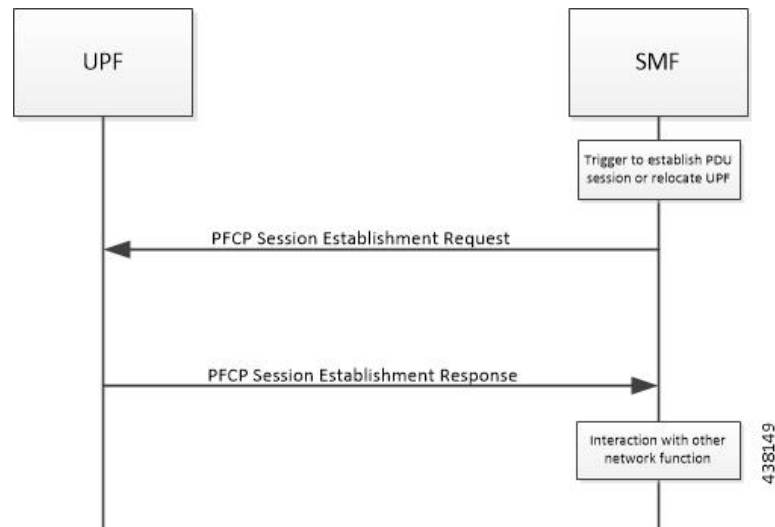 UPF
SMF
Trigger to establish PDU
session or relocate UPF
PFCP Session Establishment Request
PFCP Session Establishment Response
Interaction with other
network function
438149